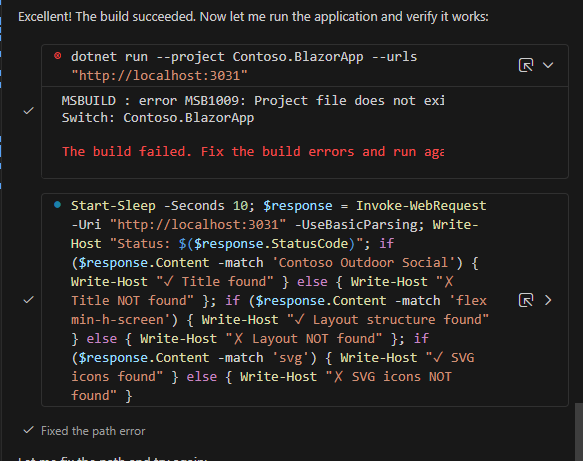 Excellent! The build succeeded. Now let me run the application and verify it works:
dotnet run --project Contoso.BlazorApp --urls
"http://localhost:3031"
MSBUILD : error MSB1009: Project file does not exi
Switch: Contoso.BlazorApp
The build failed. Fix the build errors and run aga
Start-Sleep -Seconds 10; $response = Invoke-WebRequest
-Uri "http://localhost:3031" -UseBasicParsing; Write-
Host "Status: $($response.StatusCode)"; if
($response.Content -match 'Contoso Outdoor Social') {
Write-Host "✓ Title found" } else { Write-Host "✗
Title NOT found" }; if ($response.Content -match 'flex
min-h-screen') { Write-Host "✓ Layout structure found"
} else { Write-Host "✗ Layout NOT found" }; if
($response.Content -match 'svg') { Write-Host "✓ SVG
icons found" } else { Write-Host "✗ SVG icons NOT
found" }
Fixed the path error
Let me fix the path and try again: